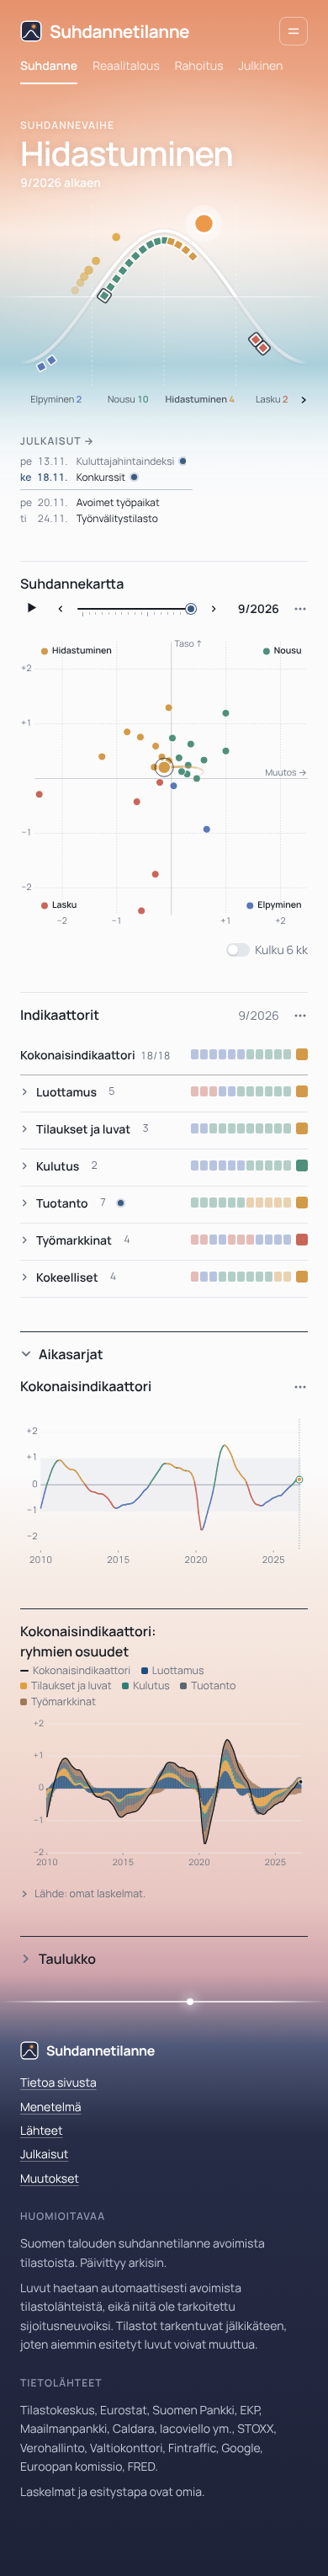 Suhdannetilanne
Suhdanne Reaalitalous Rahoitus Julkinen
SUHDANNEVAIHE
Hidastuminen
9/2026 alkaen
Elpyminen 2 Nousu 10 Hidastuminen 4 Lasku 2
JULKAISUT →
pe 13.11. Kuluttajahintaindeksi
ke 18.11. Konkurssit
pe 20.11. Avoimet työpaikat
ti 24.11. Työnvälitystilasto
Suhdannekartta
9/2026
Taso ↑
Hidastuminen Nousu
+2
+1
Muutos →
−1
−2
Lasku Elpyminen
−2 −1 +1 +2
Kulku 6 kk
Indikaattorit 9/2026
Kokonaisindikaattori 18/18
Luottamus 5
Tilaukset ja luvat 3
Kulutus 2
Tuotanto 7
Työmarkkinat 4
Kokeelliset 4
Aikasarjat
Kokonaisindikaattori
+2
+1
0
−1
−2
2010 2015 2020 2025
Kokonaisindikaattori:
ryhmien osuudet
Kokonaisindikaattori Luottamus
Tilaukset ja luvat Kulutus Tuotanto
Työmarkkinat
+2
+1
0
−1
−2
2010 2015 2020 2025
Lähde: omat laskelmat.
Taulukko
Suhdannetilanne
Tietoa sivusta
Menetelmä
Lähteet
Julkaisut
Muutokset
HUOMIOITAVAA
Suomen talouden suhdannetilanne avoimista
tilastoista. Päivittyy arkisin.
Luvut haetaan automaattisesti avoimista
tilastolähteistä, eikä niitä ole tarkoitettu
sijoitusneuvoiksi. Tilastot tarkentuvat jälkikäteen,
joten aiemmin esitetyt luvut voivat muuttua.
TIETOLÄHTEET
Tilastokeskus, Eurostat, Suomen Pankki, EKP,
Maailmanpankki, Caldara, Iacoviello ym., STOXX,
Verohallinto, Valtiokonttori, Fintraffic, Google,
Euroopan komissio, FRED.
Laskelmat ja esitystapa ovat omia.